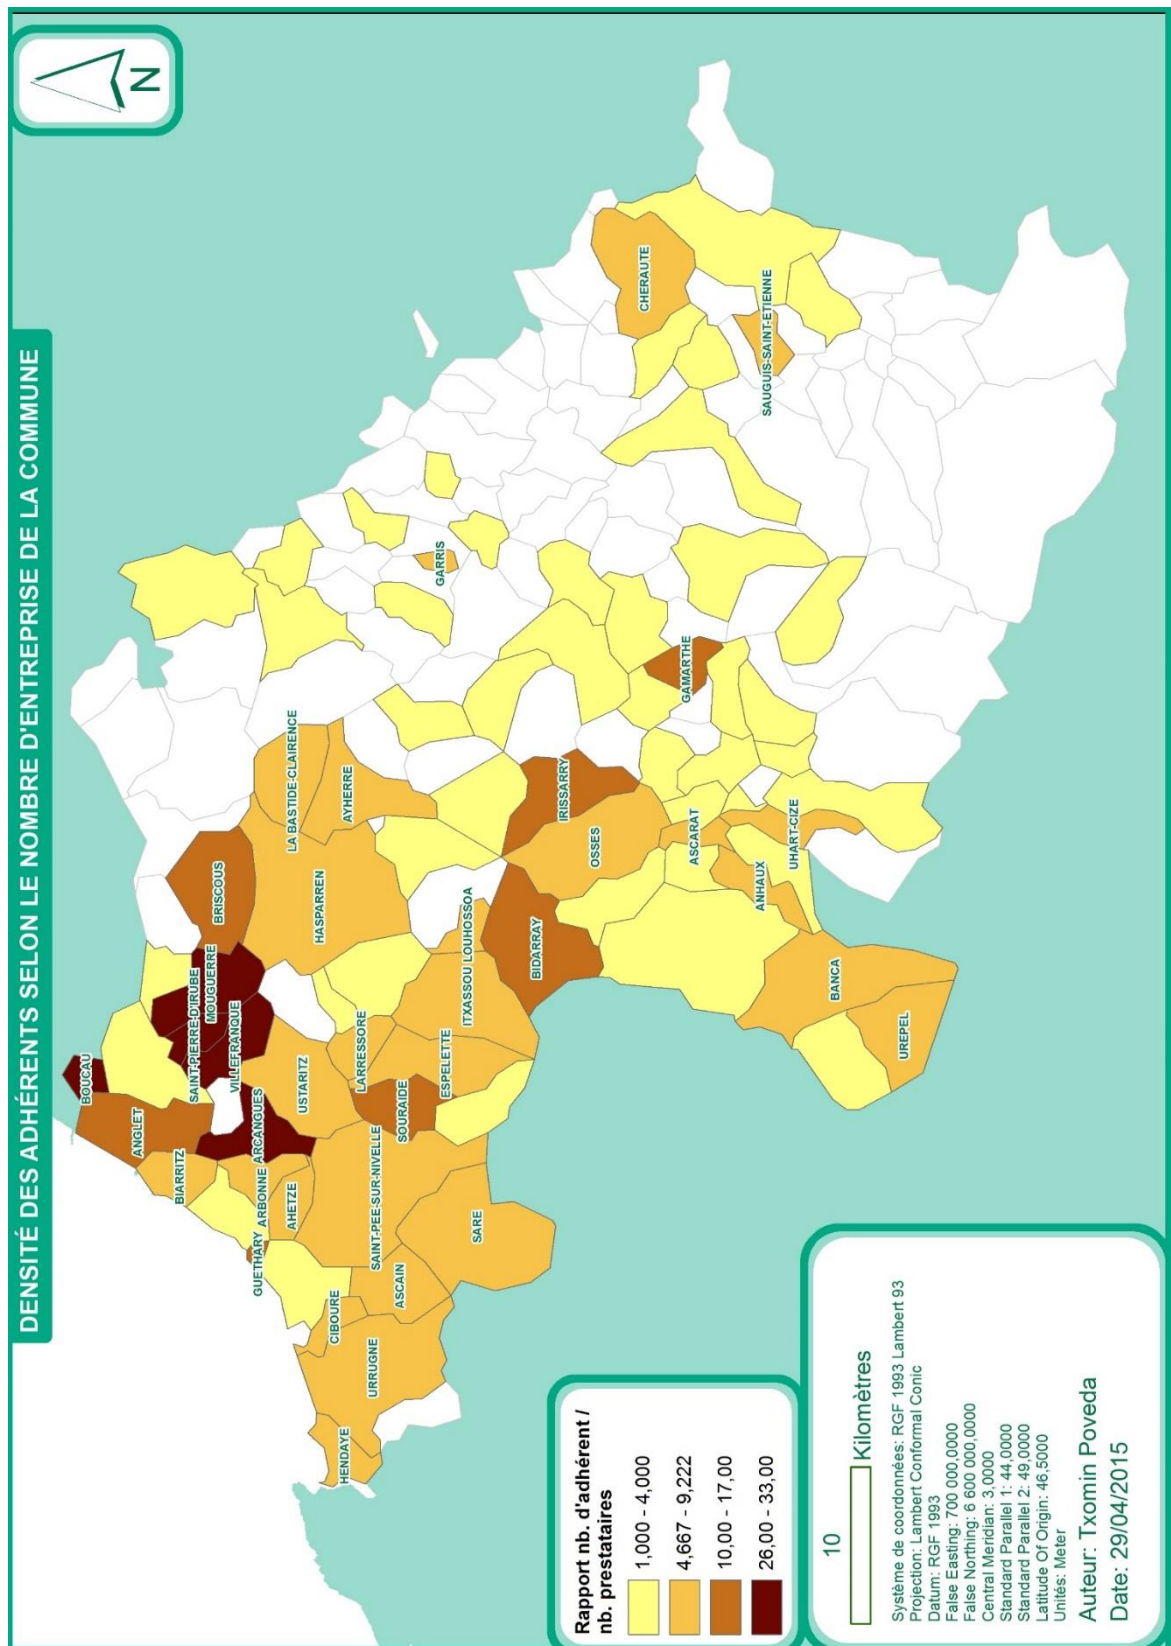 DENSITÉ DES ADHÉRENTS SELON LE NOMBRE D'ENTREPRISE DE LA COMMUNE
N
BOUCAU
ANGLET
BIARRITZ
SAINT-PIERRE-D'IRUBE
MOUGUERRE
VILLEFRANQUE
BRISCOUS
LA BASTIDE-CLAIRENCE
AYHERRE
HASPARREN
ARCANGUES
ARBONNE
AHETZE
GUETHARY
USTARITZ
LARRESSORE
SOURAIDE
ESPELETTE
ITXASSOU
LOUHOSSOA
SAINT-PEE-SUR-NIVELLE
SARE
ASCAIN
CIBOURE
URRUGNE
HENDAYE
BIDARRAY
IRISSARRY
OSSES
ASCARAT
ANHAUX
UHART-CIZE
BANCA
UREPEL
GAMARTHE
GARRIS
CHERAUTE
SAUGUIS-SAINT-ETIENNE
Rapport nb. d'adhérent /
nb. prestataires
1,000 - 4,000
4,667 - 9,222
10,00 - 17,00
26,00 - 33,00
10
Kilomètres
Système de coordonnées: RGF 1993 Lambert 93
Projection: Lambert Conformal Conic
Datum: RGF 1993
False Easting: 700 000,0000
False Northing: 6 600 000,0000
Central Meridian: 3,0000
Standard Parallel 1: 44,0000
Standard Parallel 2: 49,0000
Latitude Of Origin: 46,5000
Unités: Meter
Auteur: Txomin Poveda
Date: 29/04/2015